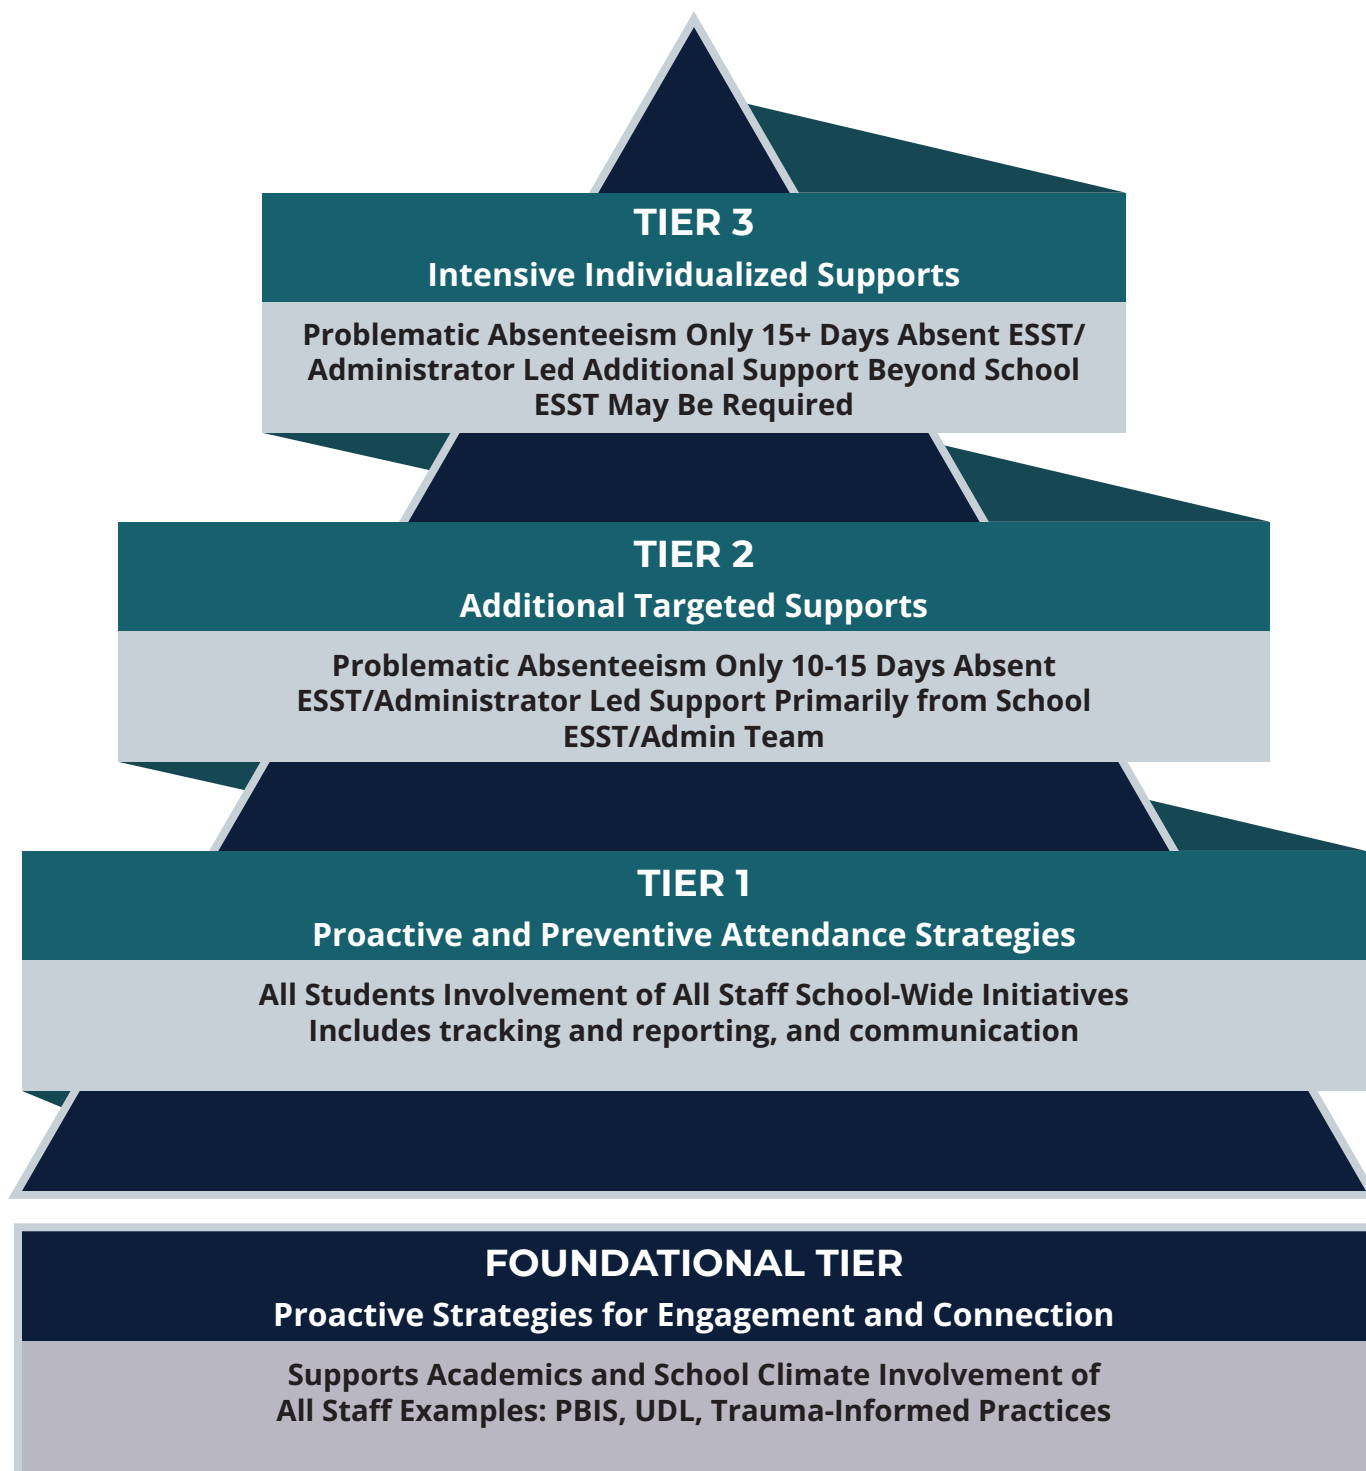 TIER 3
Intensive Individualized Supports
Problematic Absenteeism Only 15+ Days Absent ESST/
Administrator Led Additional Support Beyond School
ESST May Be Required
TIER 2
Additional Targeted Supports
Problematic Absenteeism Only 10-15 Days Absent
ESST/Administrator Led Support Primarily from School
ESST/Admin Team
TIER 1
Proactive and Preventive Attendance Strategies
All Students Involvement of All Staff School-Wide Initiatives
Includes tracking and reporting, and communication
FOUNDATIONAL TIER
Proactive Strategies for Engagement and Connection
Supports Academics and School Climate Involvement of
All Staff Examples: PBIS, UDL, Trauma-Informed Practices